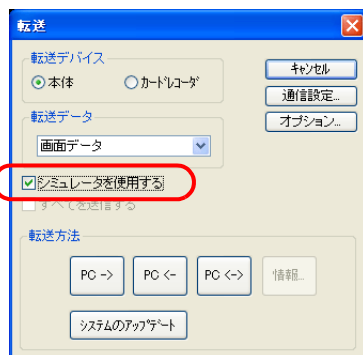 転送
転送デバイス
本体
カードレコーダ
キャンセル
通信設定...
オプション...
転送データ
画面データ
シミュレータを使用する
すべてを送信する
転送方法
PC ->
PC <-
PC <->
情報...
システムのアップデート